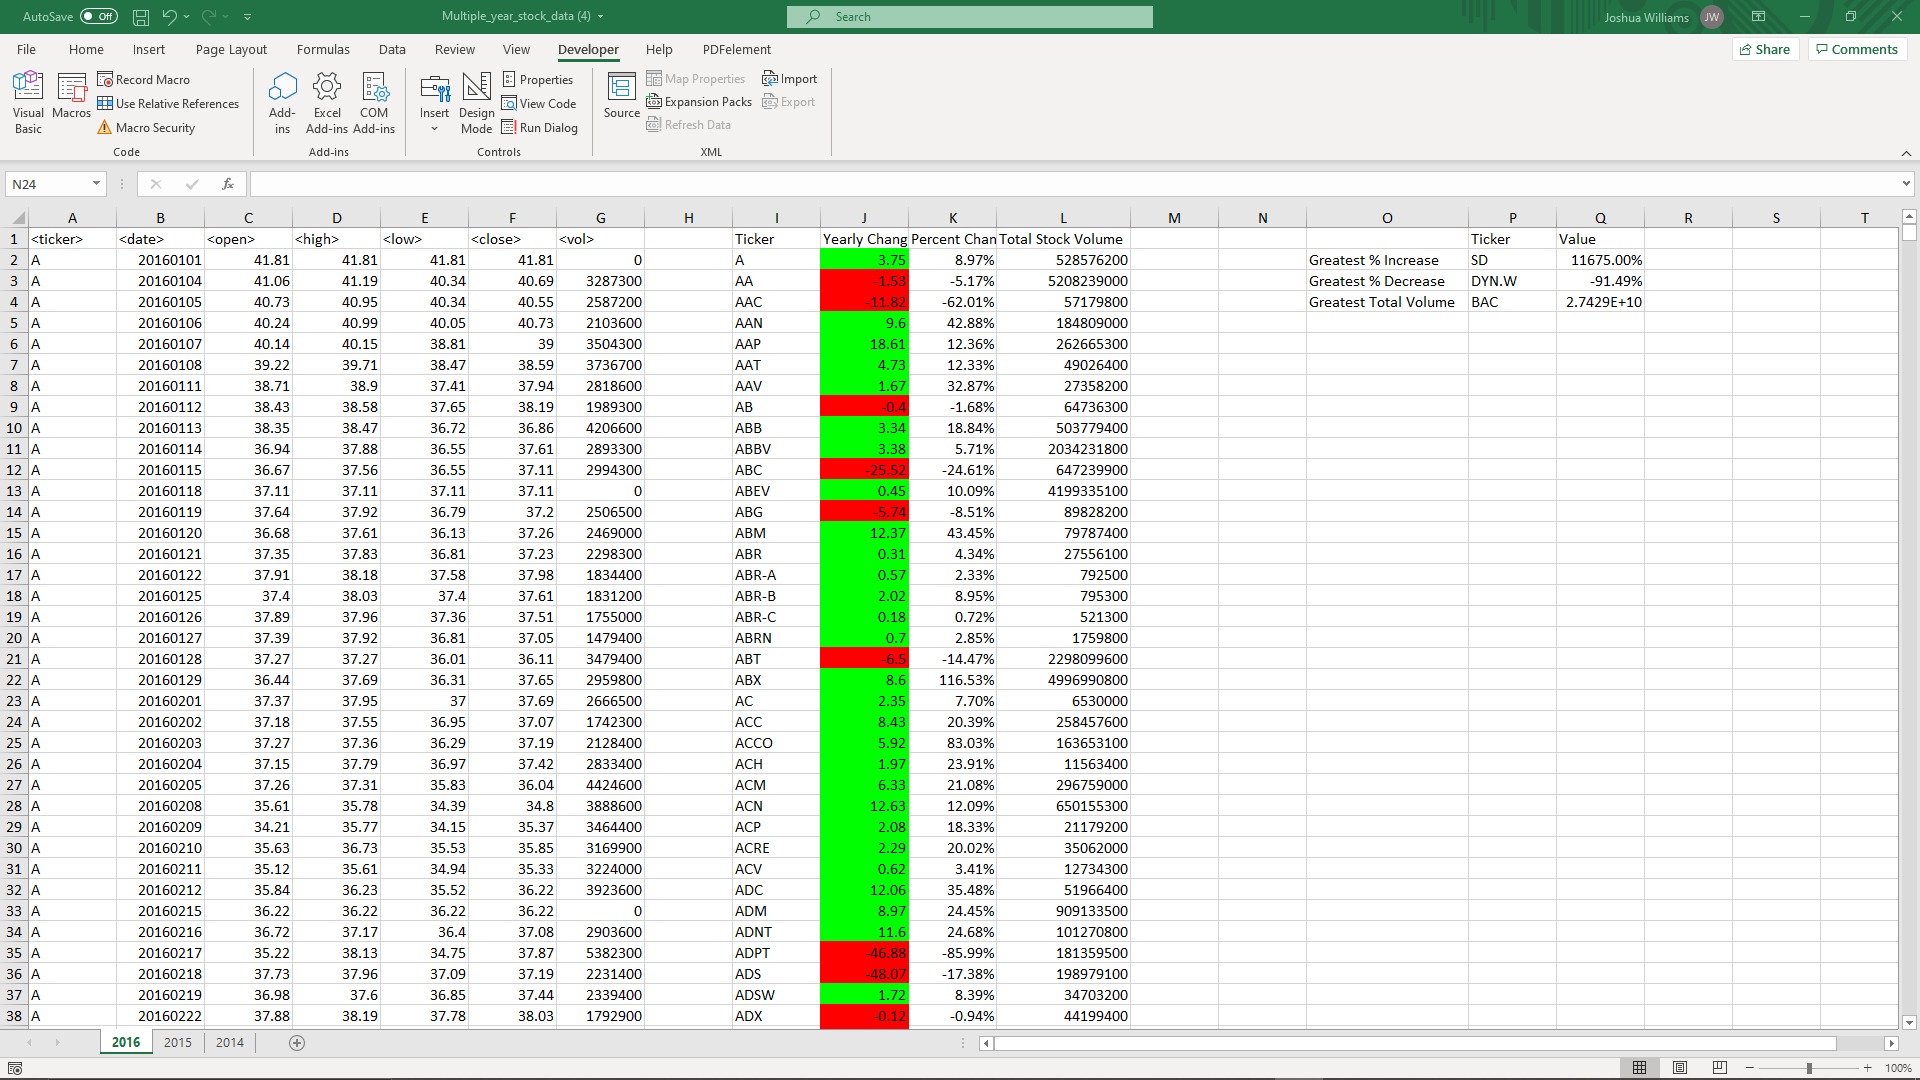 AutoSave Off Multiple_year_stock_data (4) Search Joshua Williams JW
File Home Insert Page Layout Formulas Data Review View Developer Help PDFelement Share Comments
Visual Basic Macros Record Macro Use Relative References Macro Security Code
Add-ins Excel Add-ins COM Add-ins Add-ins
Insert Design Mode Properties View Code Run Dialog Controls
Source Map Properties Expansion Packs Refresh Data Import Export XML
N24 fx
A B C D E F G H I J K L M N O P Q R S T
1 <ticker> <date> <open> <high> <low> <close> <vol> Ticker Yearly Chang Percent Chan Total Stock Volume Ticker Value
2 A 20160101 41.81 41.81 41.81 41.81 0 A 3.75 8.97% 528576200 Greatest % Increase SD 11675.00%
3 A 20160104 41.06 41.19 40.34 40.69 3287300 AA -1.53 -5.17% 5208239000 Greatest % Decrease DYN.W -91.49%
4 A 20160105 40.73 40.95 40.34 40.55 2587200 AAC -11.82 -62.01% 57179800 Greatest Total Volume BAC 2.7429E+10
5 A 20160106 40.24 40.99 40.05 40.73 2103600 AAN 9.6 42.88% 184809000
6 A 20160107 40.14 40.15 38.81 39 3504300 AAP 18.61 12.36% 262665300
7 A 20160108 39.22 39.71 38.47 38.59 3736700 AAT 4.73 12.33% 49026400
8 A 20160111 38.71 38.9 37.41 37.94 2818600 AAV 1.67 32.87% 27358200
9 A 20160112 38.43 38.58 37.65 38.19 1989300 AB -0.4 -1.68% 64736300
10 A 20160113 38.35 38.47 36.72 36.86 4206600 ABB 3.34 18.84% 503779400
11 A 20160114 36.94 37.88 36.55 37.61 2893300 ABBV 3.38 5.71% 2034231800
12 A 20160115 36.67 37.56 36.55 37.11 2994300 ABC -25.52 -24.61% 647239900
13 A 20160118 37.11 37.11 37.11 37.11 0 ABEV 0.45 10.09% 4199335100
14 A 20160119 37.64 37.92 36.79 37.2 2506500 ABG -5.74 -8.51% 89828200
15 A 20160120 36.68 37.61 36.13 37.26 2469000 ABM 12.37 43.45% 79787400
16 A 20160121 37.35 37.83 36.81 37.23 2298300 ABR 0.31 4.34% 27556100
17 A 20160122 37.91 38.18 37.58 37.98 1834400 ABR-A 0.57 2.33% 792500
18 A 20160125 37.4 38.03 37.4 37.61 1831200 ABR-B 2.02 8.95% 795300
19 A 20160126 37.89 37.96 37.36 37.51 1755000 ABR-C 0.18 0.72% 521300
20 A 20160127 37.39 37.92 36.81 37.05 1479400 ABRN 0.7 2.85% 1759800
21 A 20160128 37.27 37.27 36.01 36.11 3479400 ABT -6.5 -14.47% 2298099600
22 A 20160129 36.44 37.69 36.31 37.65 2959800 ABX 8.6 116.53% 4996990800
23 A 20160201 37.37 37.95 37 37.69 2666500 AC 2.35 7.70% 6530000
24 A 20160202 37.18 37.55 36.95 37.07 1742300 ACC 8.43 20.39% 258457600
25 A 20160203 37.27 37.36 36.29 37.19 2128400 ACCO 5.92 83.03% 163653100
26 A 20160204 37.15 37.79 36.97 37.42 2833400 ACH 1.97 23.91% 11563400
27 A 20160205 37.26 37.31 35.83 36.04 4424600 ACM 6.33 21.08% 296759000
28 A 20160208 35.61 35.78 34.39 34.8 3888600 ACN 12.63 12.09% 650155300
29 A 20160209 34.21 35.77 34.15 35.37 3464400 ACP 2.08 18.33% 21179200
30 A 20160210 35.63 36.73 35.53 35.85 3169900 ACRE 2.29 20.02% 35062000
31 A 20160211 35.12 35.61 34.94 35.33 3224000 ACV 0.62 3.41% 12734300
32 A 20160212 35.84 36.23 35.52 36.22 3923600 ADC 12.06 35.48% 51966400
33 A 20160215 36.22 36.22 36.22 36.22 0 ADM 8.97 24.45% 909133500
34 A 20160216 36.72 37.17 36.4 37.08 2903600 ADNT 11.6 24.68% 101270800
35 A 20160217 35.22 38.13 34.75 37.87 5382300 ADPT -46.88 -85.99% 181359500
36 A 20160218 37.73 37.96 37.09 37.19 2231400 ADS -48.07 -17.38% 198979100
37 A 20160219 36.98 37.6 36.85 37.44 2339400 ADSW 1.72 8.39% 34703200
38 A 20160222 37.88 38.19 37.78 38.03 1792900 ADX -0.12 -0.94% 44199400
2016 2015 2014
100%